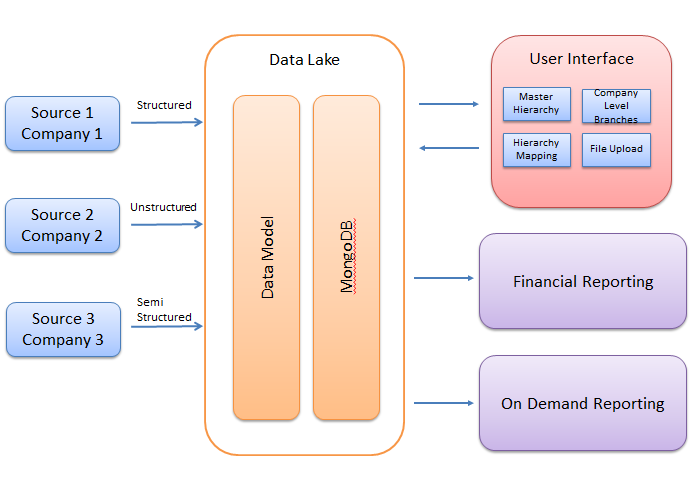 Data Lake
User Interface
Source 1
Company 1
Structured
Master
Hierarchy
Company
Level
Branches
Hierarchy
Mapping
File Upload
Source 2
Company 2
Unstructured
Data Model
MongoDB
Financial Reporting
Source 3
Company 3
Semi
Structured
On Demand Reporting